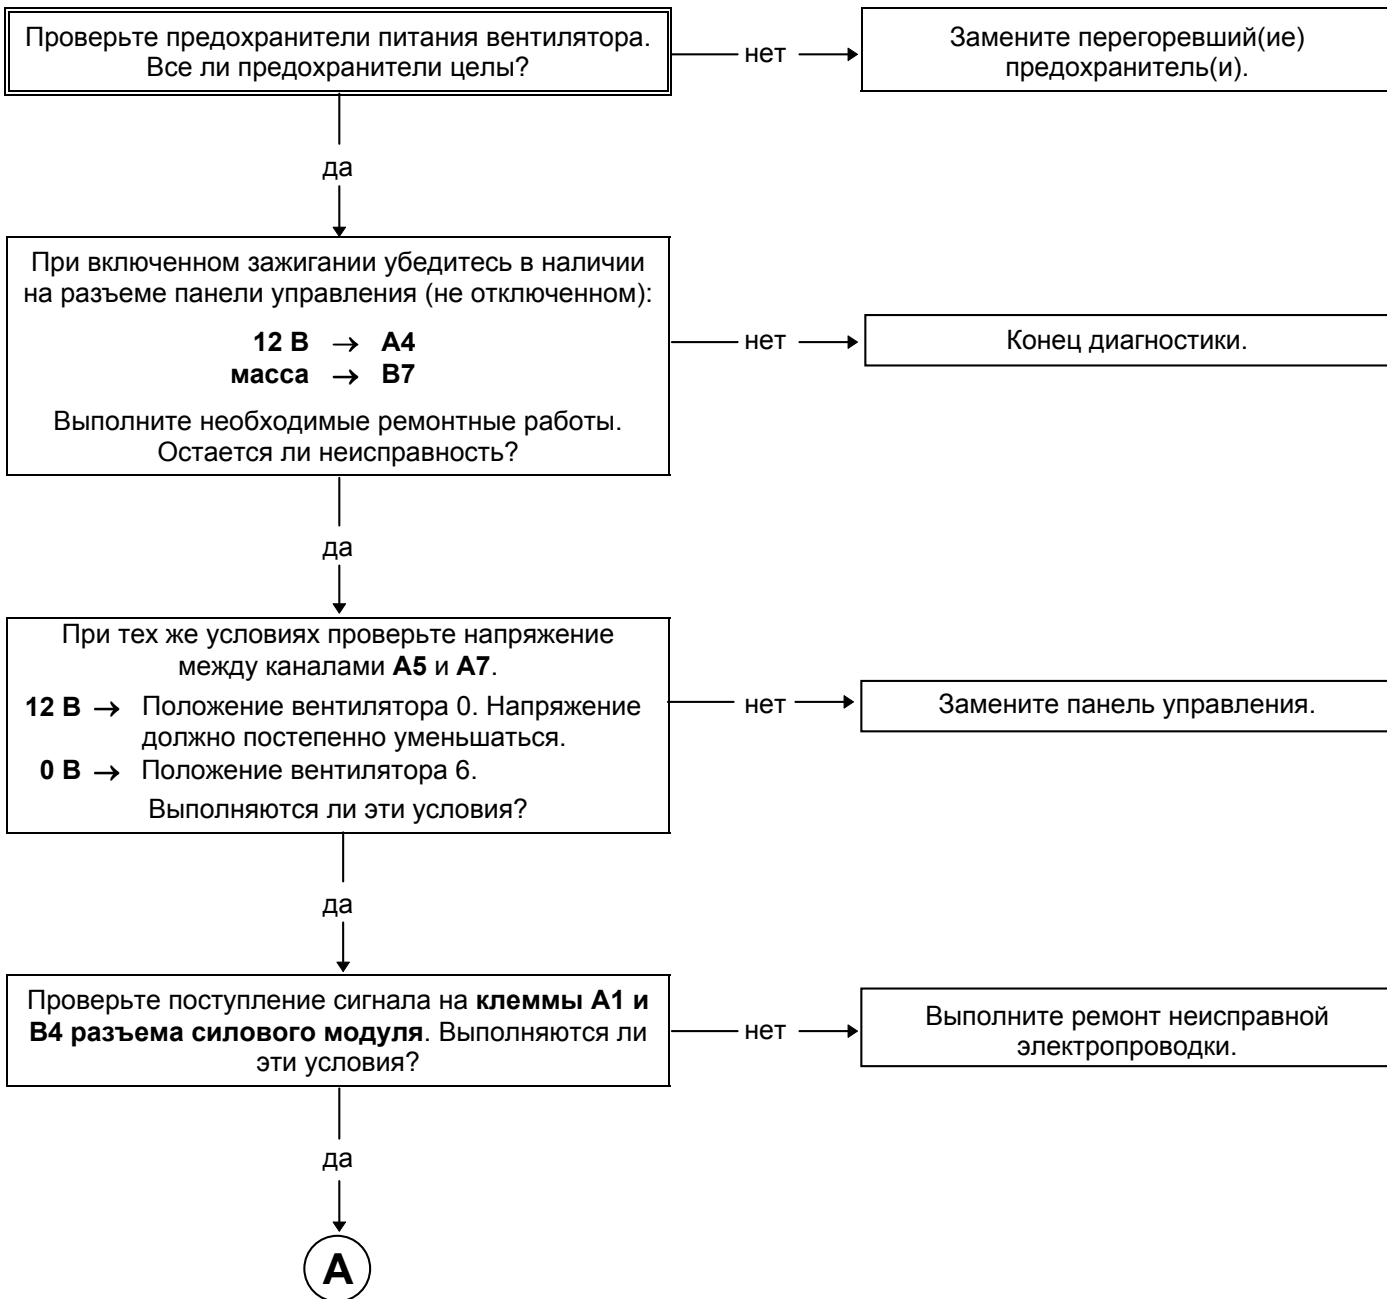 Проверьте предохранители питания вентилятора.
Все ли предохранители целы?
нет
Замените перегоревший(ие)
предохранитель(и).
да
При включенном зажигании убедитесь в наличии
на разъеме панели управления (не отключенном):
12 В → А4
масса → В7
Выполните необходимые ремонтные работы.
Остается ли неисправность?
нет
Конец диагностики.
да
При тех же условиях проверьте напряжение
между каналами А5 и А7.
12 В → Положение вентилятора 0. Напряжение
должно постепенно уменьшаться.
0 В → Положение вентилятора 6.
Выполняются ли эти условия?
нет
Замените панель управления.
да
Проверьте поступление сигнала на клеммы А1 и
В4 разъема силового модуля. Выполняются ли
эти условия?
нет
Выполните ремонт неисправной
электропроводки.
да
А